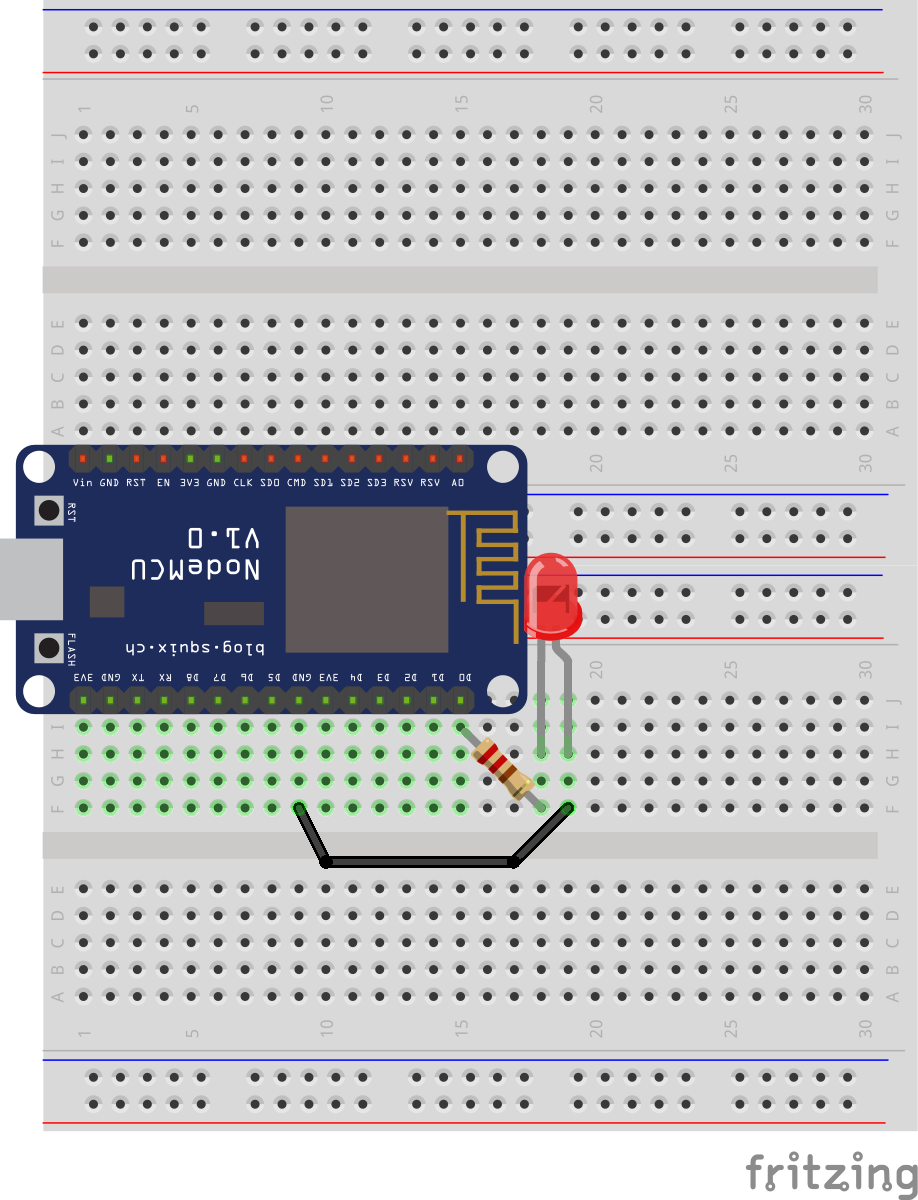 1 5 10 15 20 25 30
J J
I I
H H
G G
F F
E E
D D
C C
B B
A A
20 25 30
Vin GND RST EN 3V3 GND CLK SD0 CMD SD1 SD2 SD3 RSV RSV A0
RST
V1.0
NodeMCU
FLASH
blog.squix.ch
3V3 GND TX RX D8 D7 D6 D5 GND 3V3 D4 D3 D2 D1 D0
20 25 30
J
I I
H H
G G
F F
E E
D D
C C
B B
A A
1 5 10 15 20 25 30
fritzing